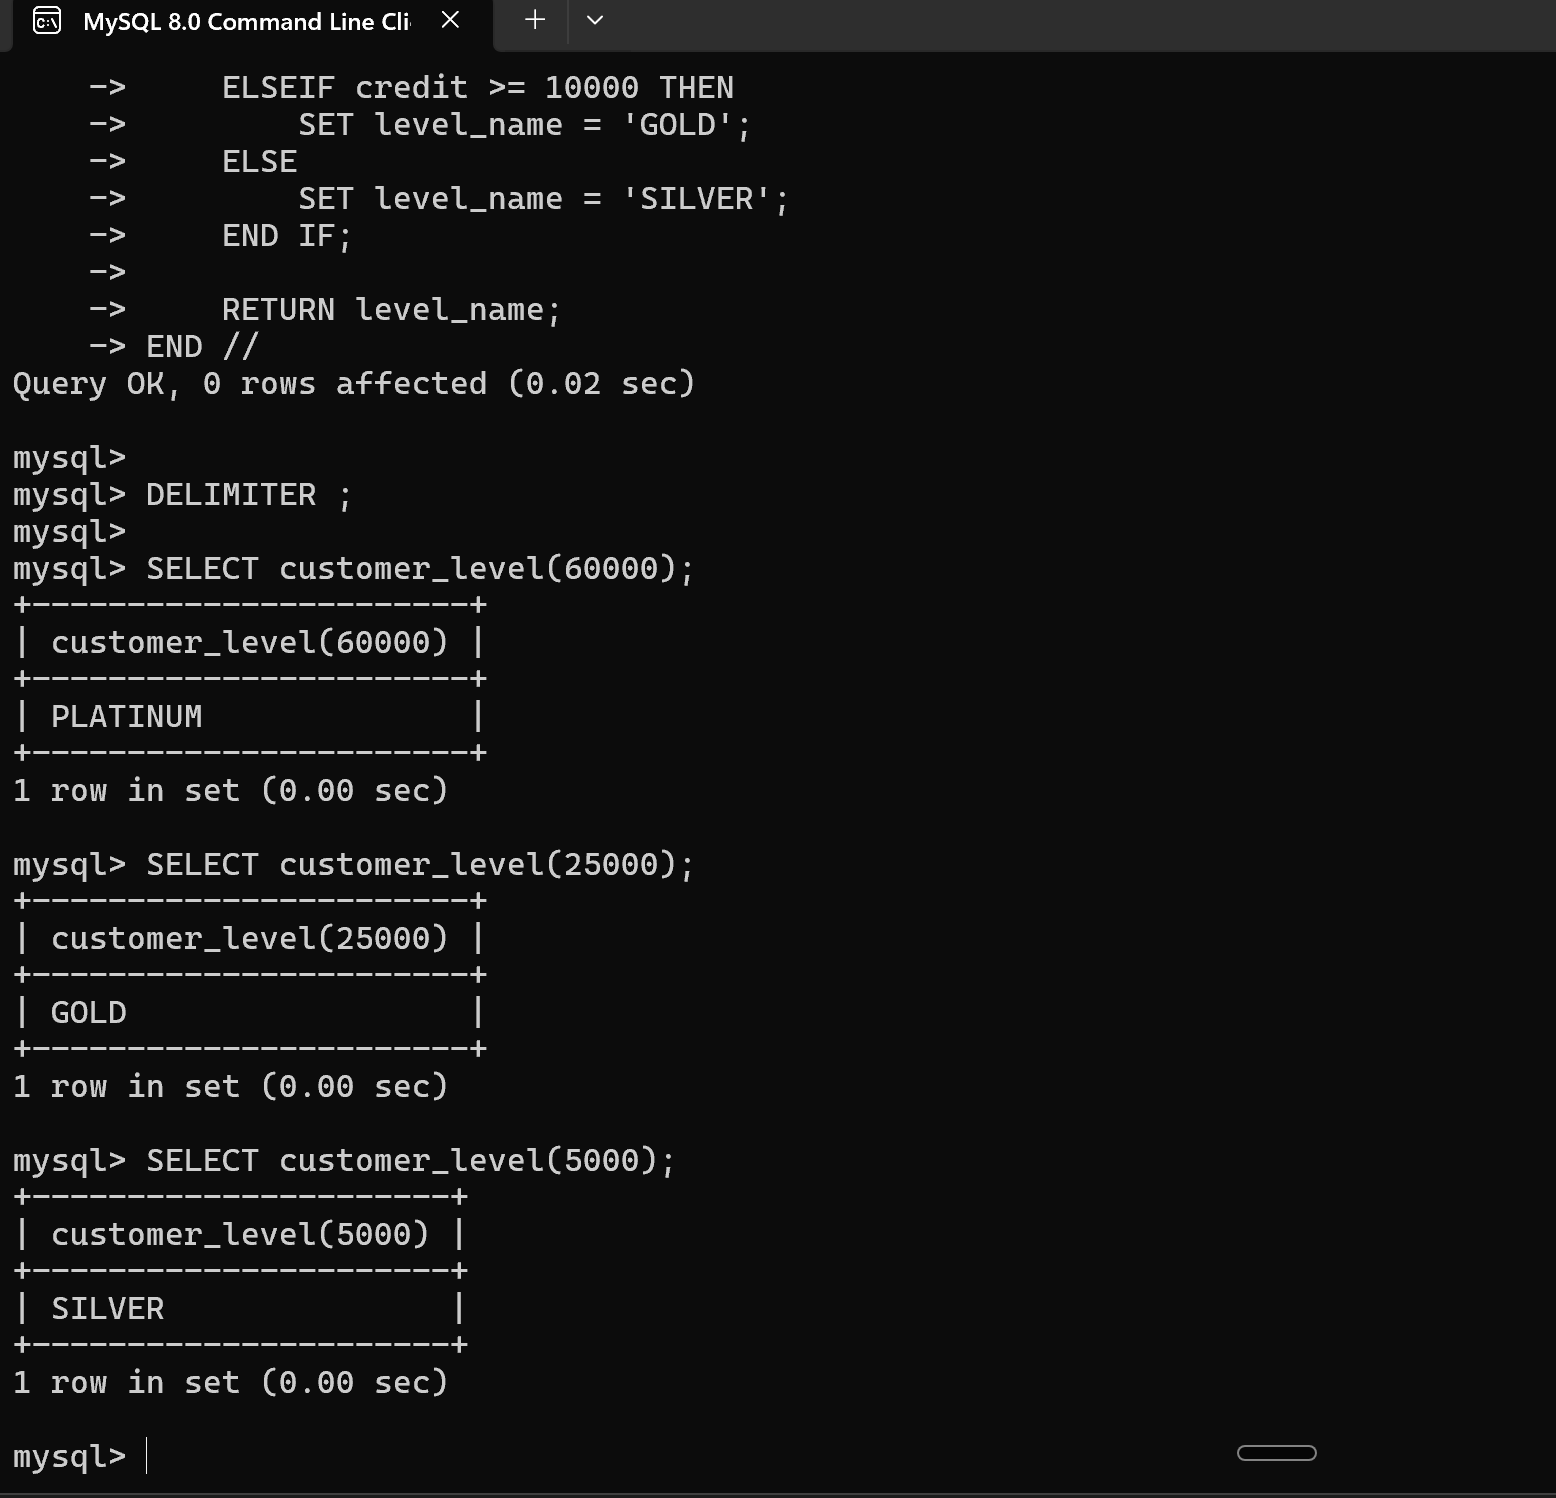 MySQL 8.0 Command Line Cli
->     ELSEIF credit >= 10000 THEN
->         SET level_name = 'GOLD';
->     ELSE
->         SET level_name = 'SILVER';
->     END IF;
->
->     RETURN level_name;
-> END //
Query OK, 0 rows affected (0.02 sec)
mysql>
mysql> DELIMITER ;
mysql>
mysql> SELECT customer_level(60000);
+-----------------------+
| customer_level(60000) |
+-----------------------+
| PLATINUM              |
+-----------------------+
1 row in set (0.00 sec)
mysql> SELECT customer_level(25000);
+-----------------------+
| customer_level(25000) |
+-----------------------+
| GOLD                  |
+-----------------------+
1 row in set (0.00 sec)
mysql> SELECT customer_level(5000);
+----------------------+
| customer_level(5000) |
+----------------------+
| SILVER               |
+----------------------+
1 row in set (0.00 sec)
mysql>